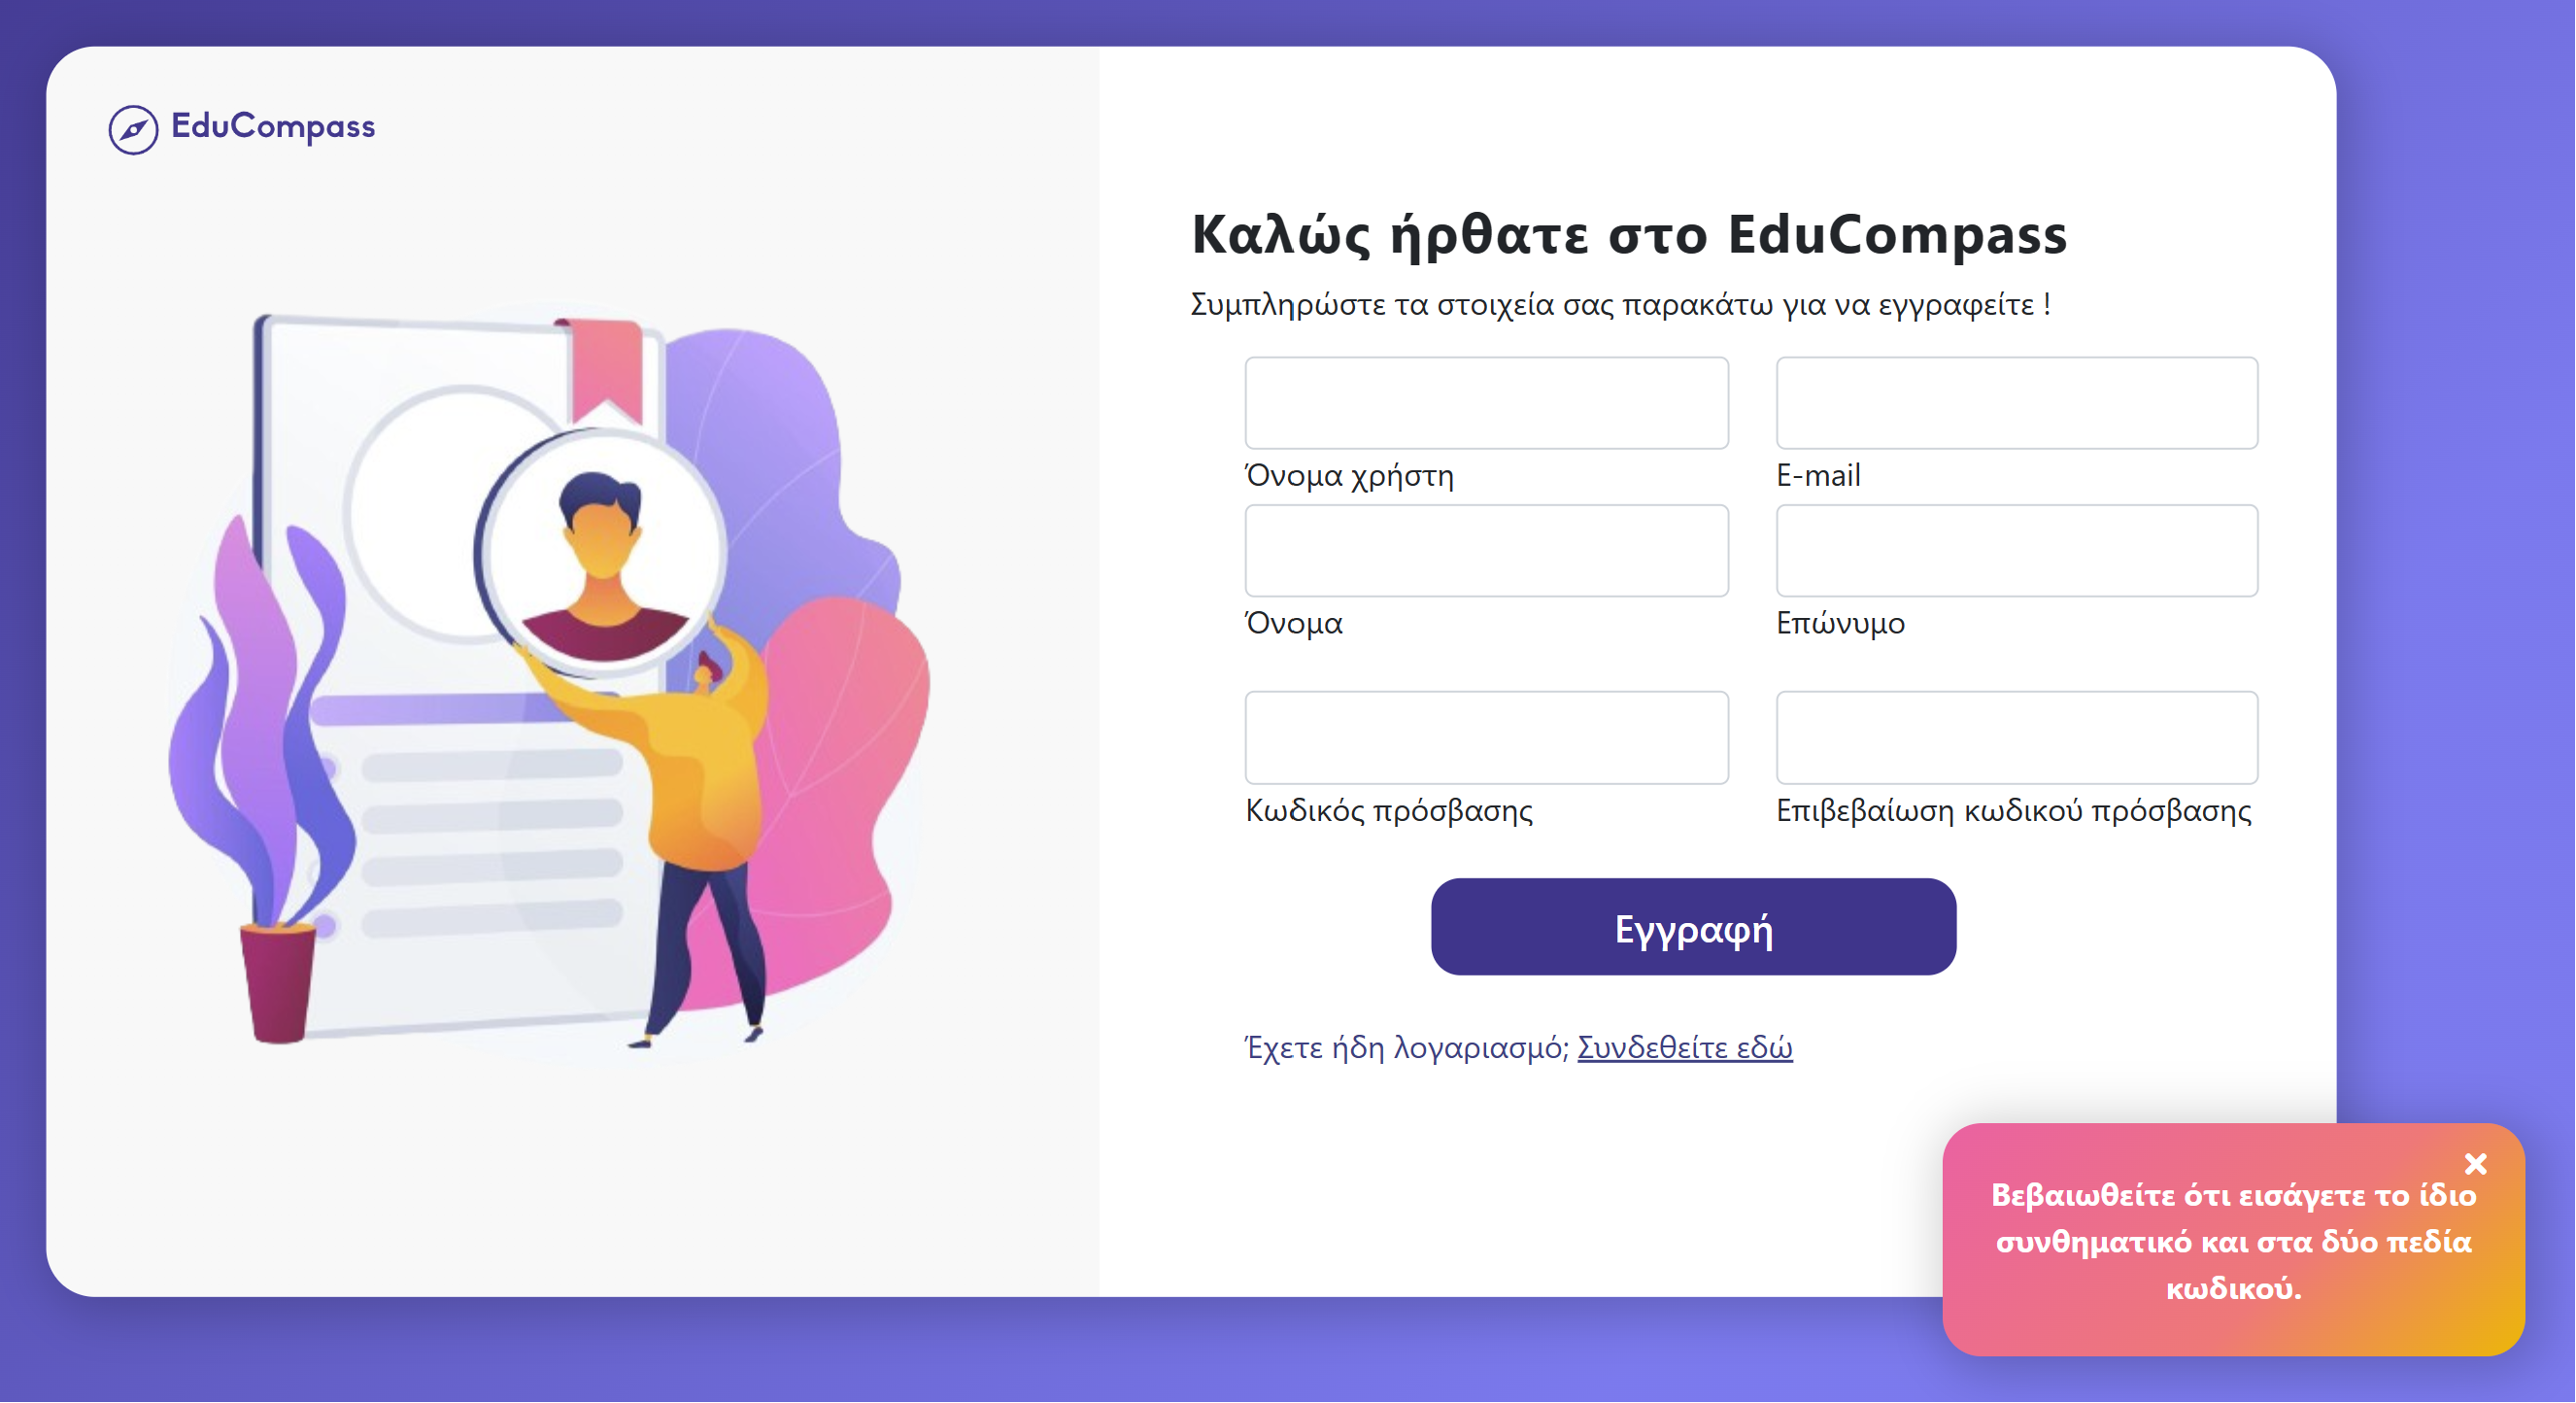 EduCompass
Καλώς ήρθατε στο EduCompass
Συμπληρώστε τα στοιχεία σας παρακάτω για να εγγραφείτε !
Όνομα χρήστη
E-mail
Όνομα
Επώνυμο
Κωδικός πρόσβασης
Επιβεβαίωση κωδικού πρόσβασης
Εγγραφή
Έχετε ήδη λογαριασμό; Συνδεθείτε εδώ
Βεβαιωθείτε ότι εισάγετε το ίδιο
συνθηματικό και στα δύο πεδία
κωδικού.